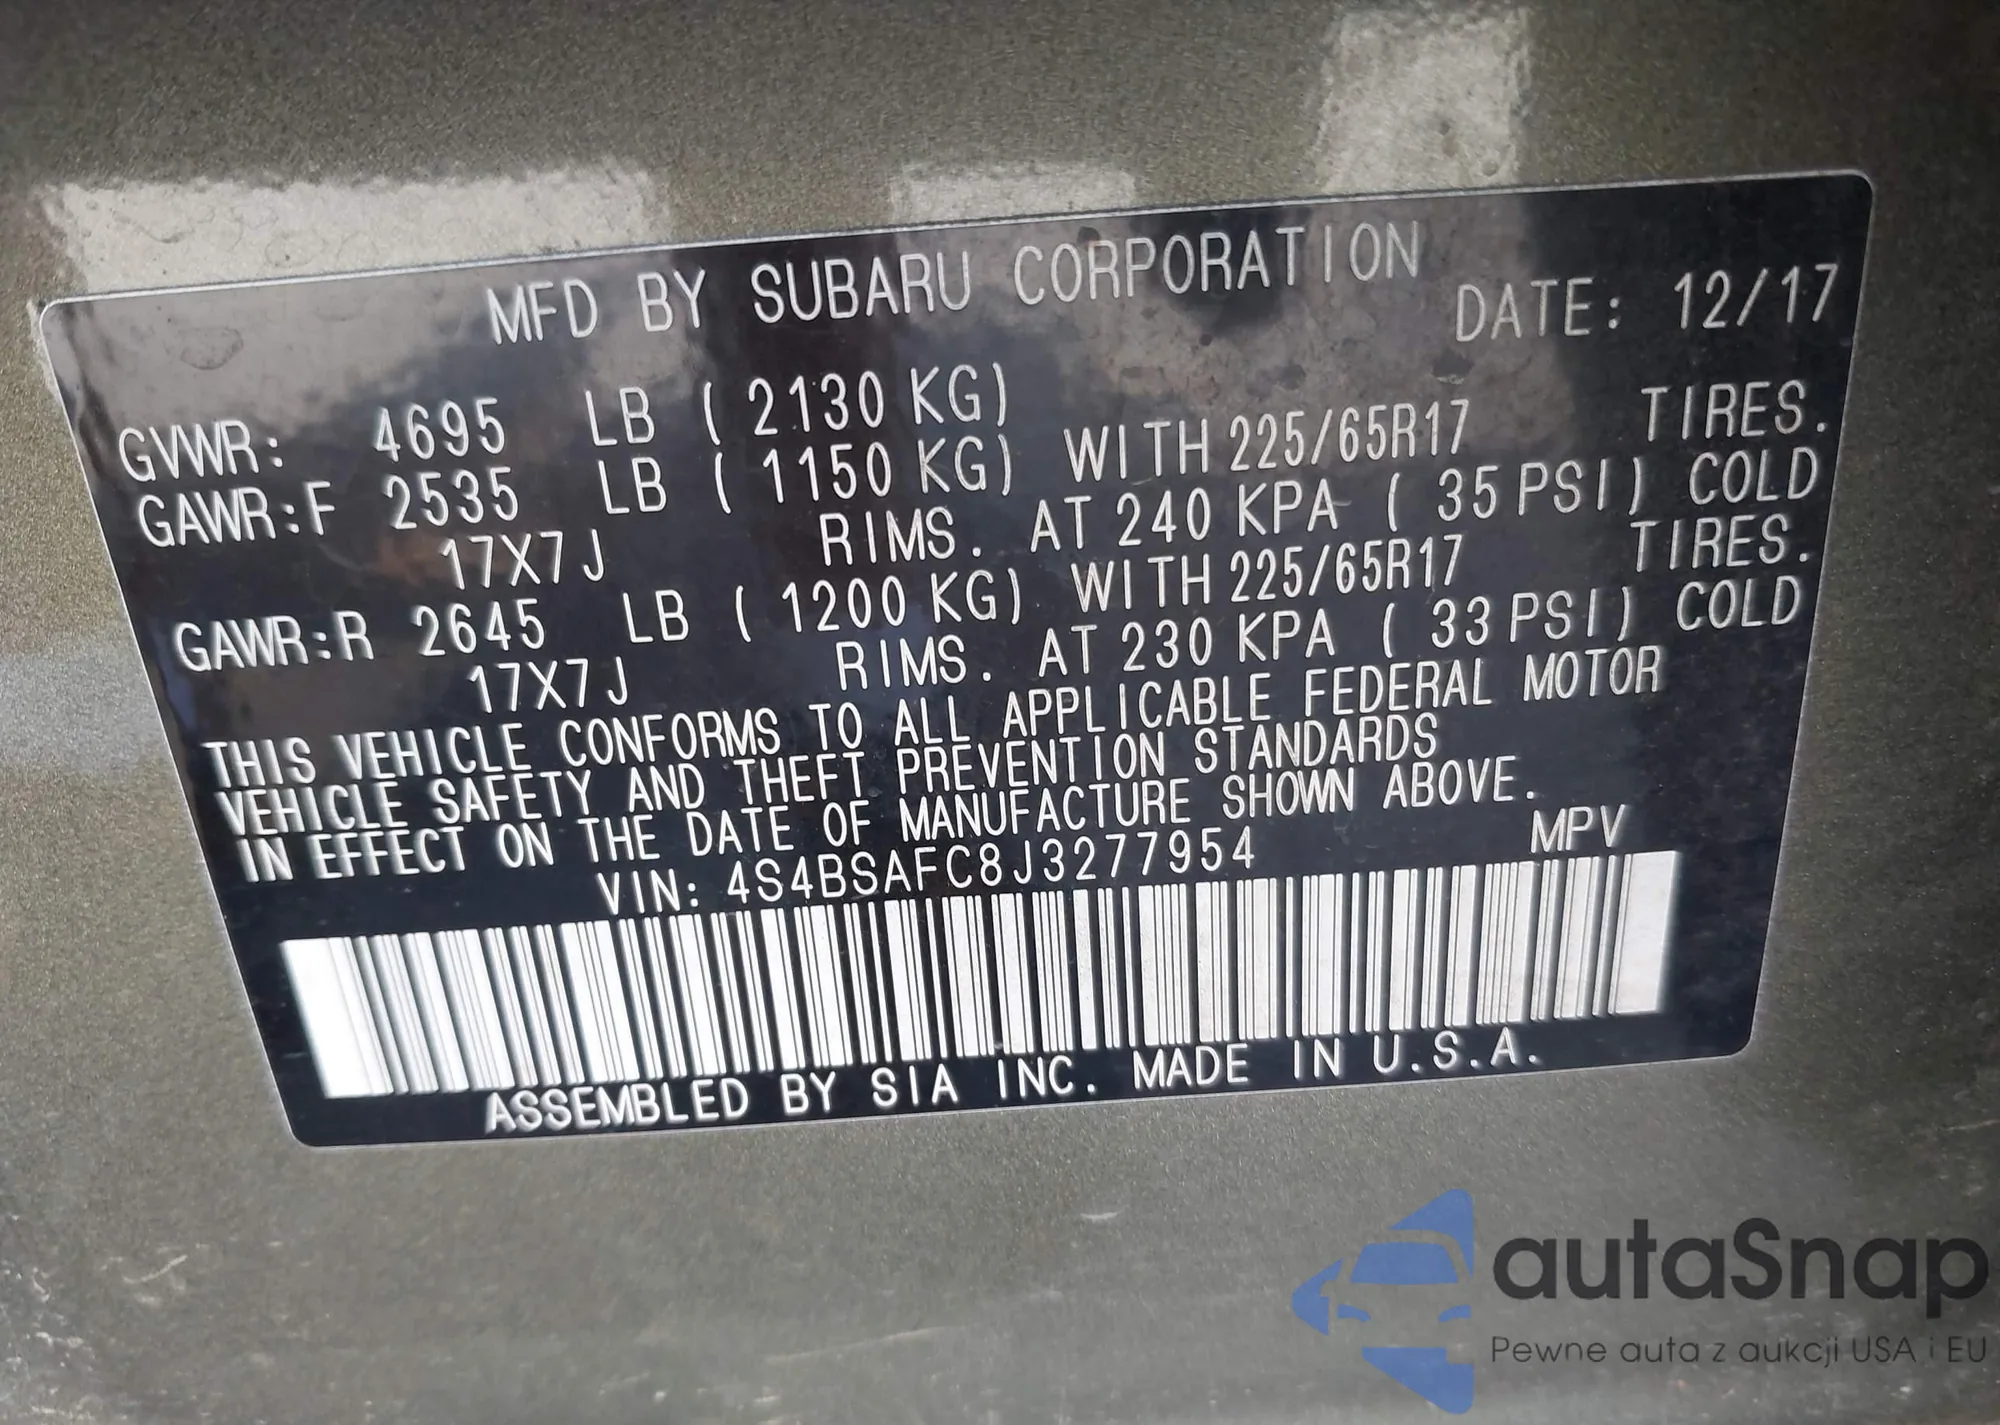 MFD BY SUBARU CORPORATION
DATE: 12/17
GVWR: 4695 LB ( 2130 KG)
GAWR:F 2535 LB ( 1150 KG) WITH 225/65R17 TIRES.
17X7J RIMS. AT 240 KPA ( 35 PSI) COLD
GAWR:R 2645 LB ( 1200 KG) WITH 225/65R17 TIRES.
17X7J RIMS. AT 230 KPA ( 33 PSI) COLD
THIS VEHICLE CONFORMS TO ALL APPLICABLE FEDERAL MOTOR
VEHICLE SAFETY AND THEFT PREVENTION STANDARDS
IN EFFECT ON THE DATE OF MANUFACTURE SHOWN ABOVE.
VIN: 4S4BSAFC8J3277954 MPV
ASSEMBLED BY SIA INC. MADE IN U.S.A.
autaSnap
Pewne auta z aukcji USA i EU